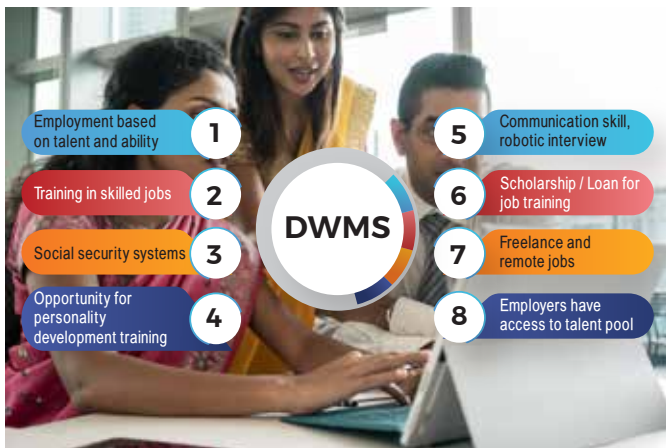 Employment based
on talent and ability
1
Training in skilled jobs
2
Social security systems
3
Opportunity for
personality
development training
4
DWMS
5
Communication skill,
robotic interview
6
Scholarship / Loan for
job training
7
Freelance and
remote jobs
8
Employers have
access to talent pool